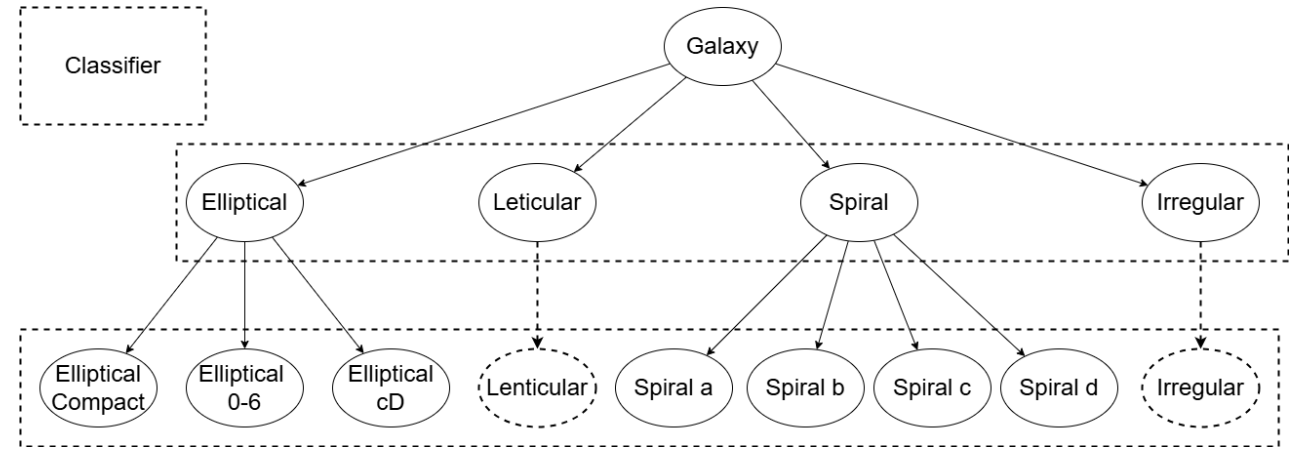 Galaxy
Classifier
Elliptical
Leticular
Spiral
Irregular
Elliptical
Compact
Elliptical
0-6
Elliptical
cD
Lenticular
Spiral a
Spiral b
Spiral c
Spiral d
Irregular